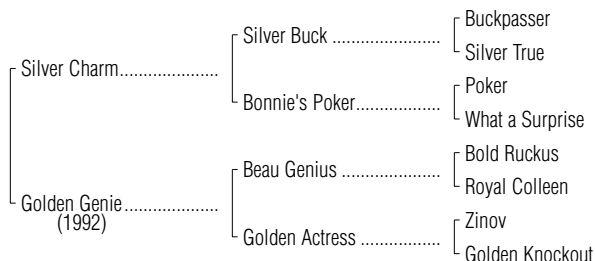 Buckpasser
Silver Buck ......................
Silver True
Silver Charm....................
Poker
Bonnie's Poker.................
What a Surprise
Bold Ruckus
Beau Genius ....................
Royal Colleen
Golden Genie...................
(1992)
Zinov
Golden Actress ................
Golden Knockout